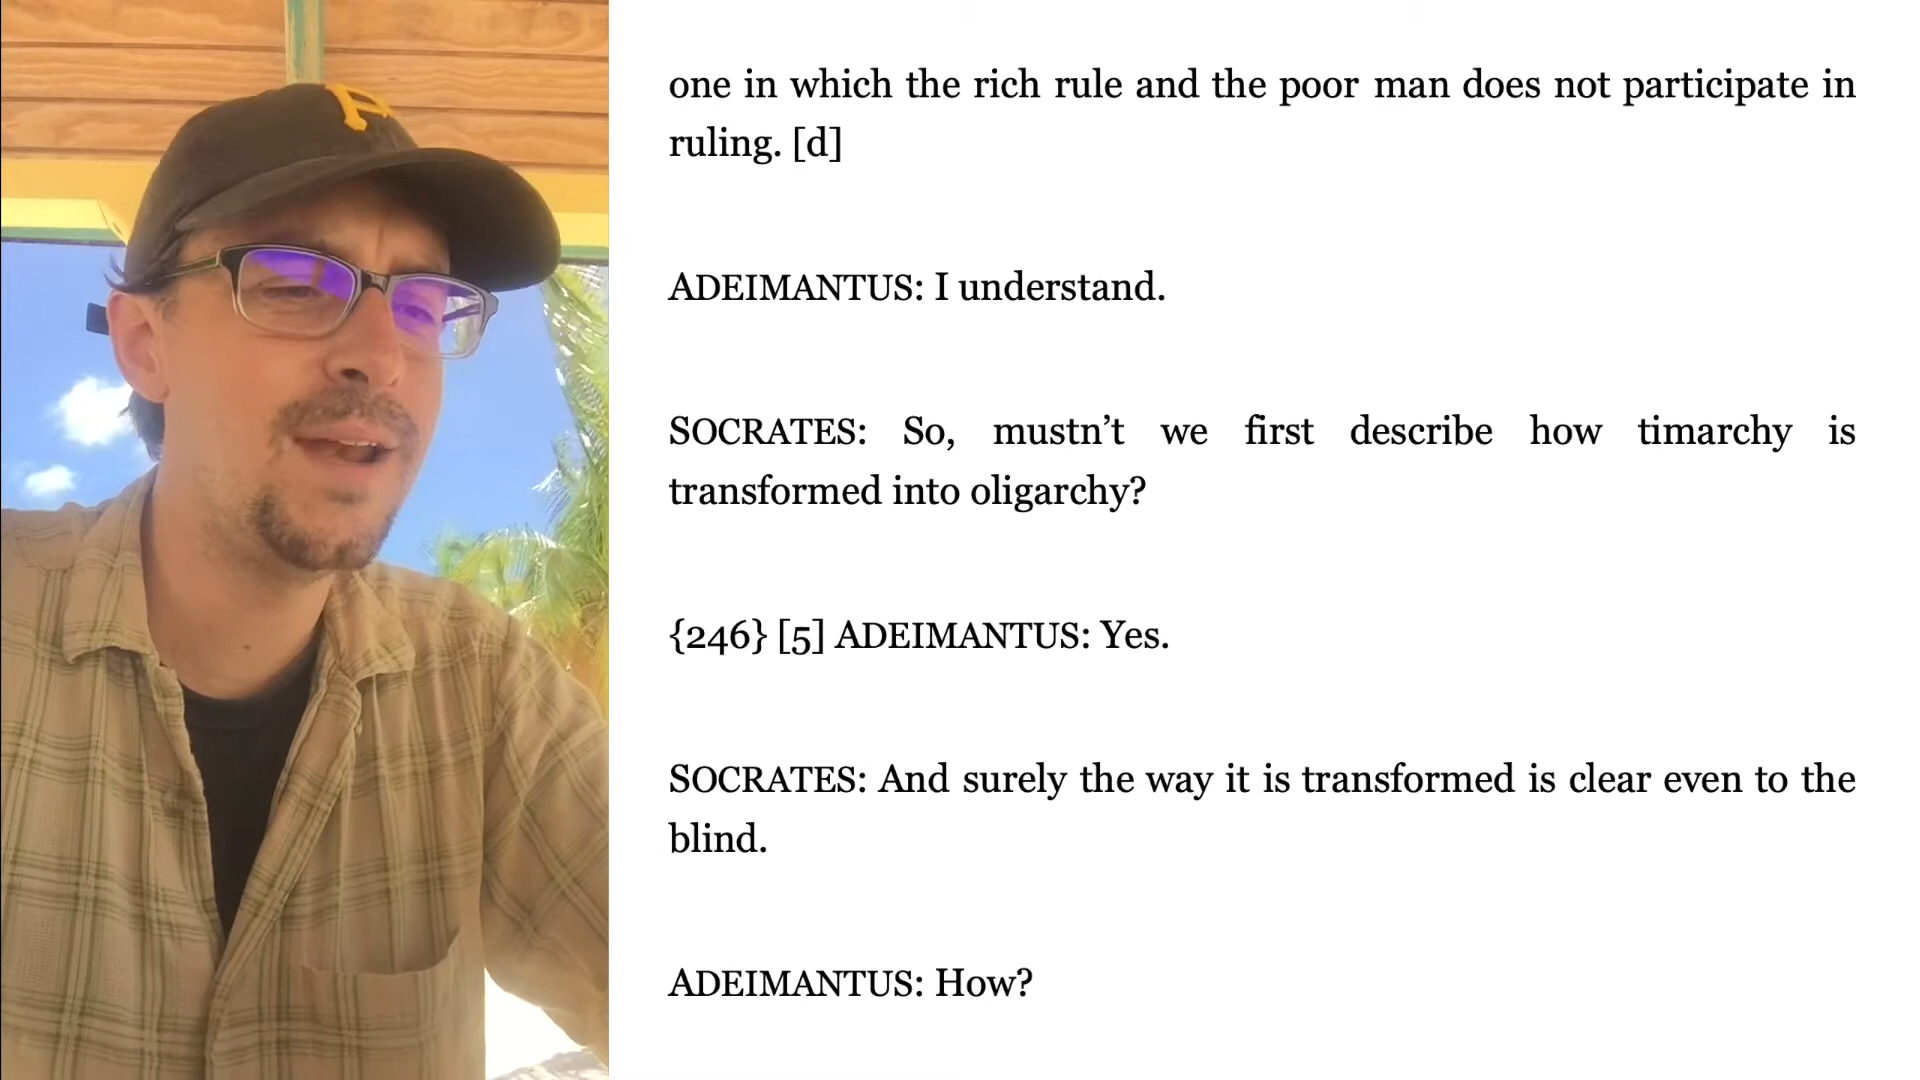 P
one in which the rich rule and the poor man does not participate in
ruling. [d]
ADEIMANTUS: I understand.
SOCRATES: So, mustn’t we first describe how timarchy is
transformed into oligarchy?
{246} [5] ADEIMANTUS: Yes.
SOCRATES: And surely the way it is transformed is clear even to the
blind.
ADEIMANTUS: How?